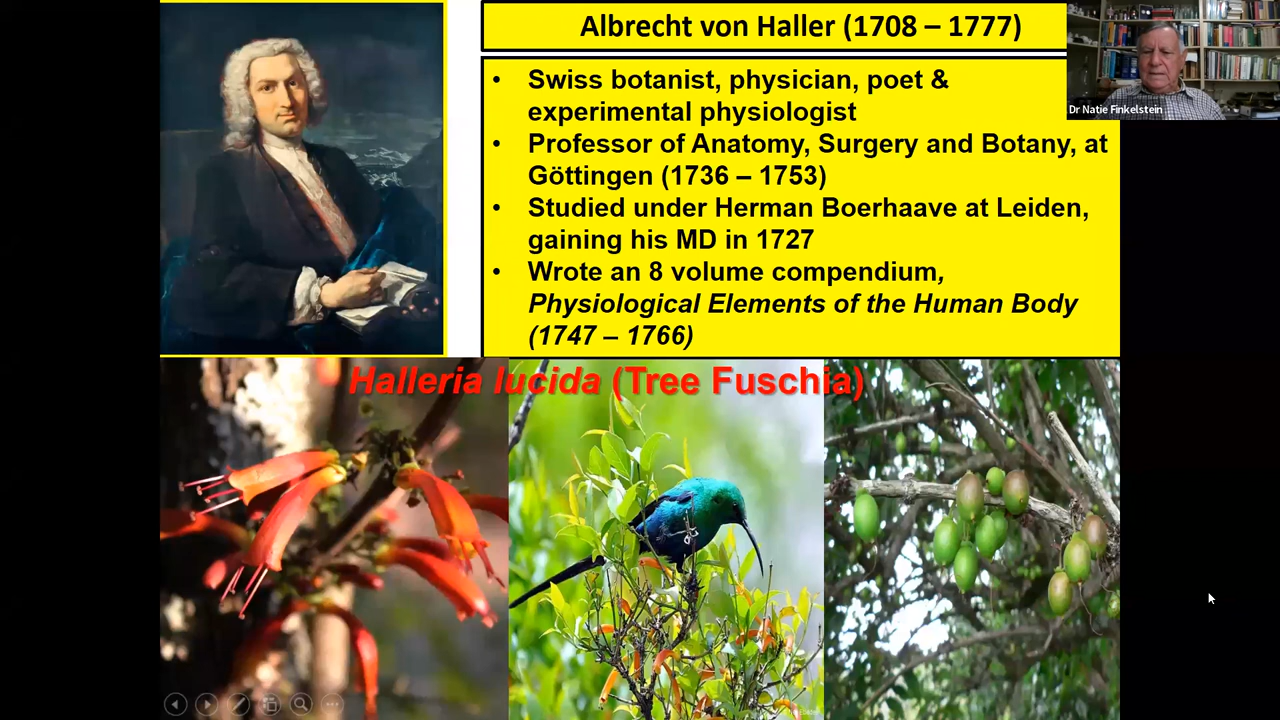 Albrecht von Haller (1708 – 1777)
Dr Natie Finkelstein
• Swiss botanist, physician, poet &
experimental physiologist
• Professor of Anatomy, Surgery and Botany, at
Göttingen (1736 – 1753)
• Studied under Herman Boerhaave at Leiden,
gaining his MD in 1727
• Wrote an 8 volume compendium,
Physiological Elements of the Human Body
(1747 – 1766)
Halleria lucida (Tree Fuschia)